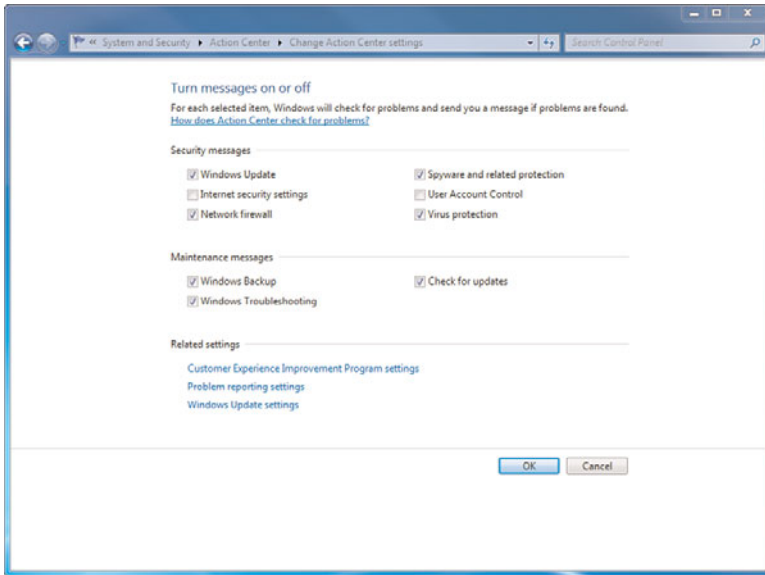 « System and Security ▸ Action Center ▸ Change Action Center settings
Search Control Panel
Turn messages on or off
For each selected item, Windows will check for problems and send you a message if problems are found.
How does Action Center check for problems?
Security messages
Windows Update
Spyware and related protection
Internet security settings
User Account Control
Network firewall
Virus protection
Maintenance messages
Windows Backup
Check for updates
Windows Troubleshooting
Related settings
Customer Experience Improvement Program settings
Problem reporting settings
Windows Update settings
OK
Cancel